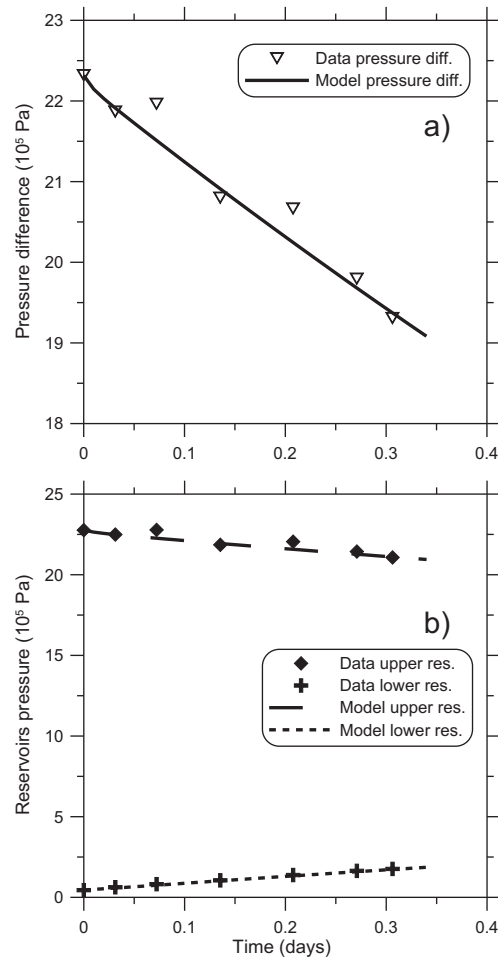 23
22
21
20
19
18
Pressure difference (10⁵ Pa)
Data pressure diff.
Model pressure diff.
a)
0
0.1
0.2
0.3
0.4
25
20
15
10
5
0
Reservoirs pressure (10⁵ Pa)
b)
Data upper res.
Data lower res.
Model upper res.
Model lower res.
0
0.1
0.2
0.3
0.4
Time (days)